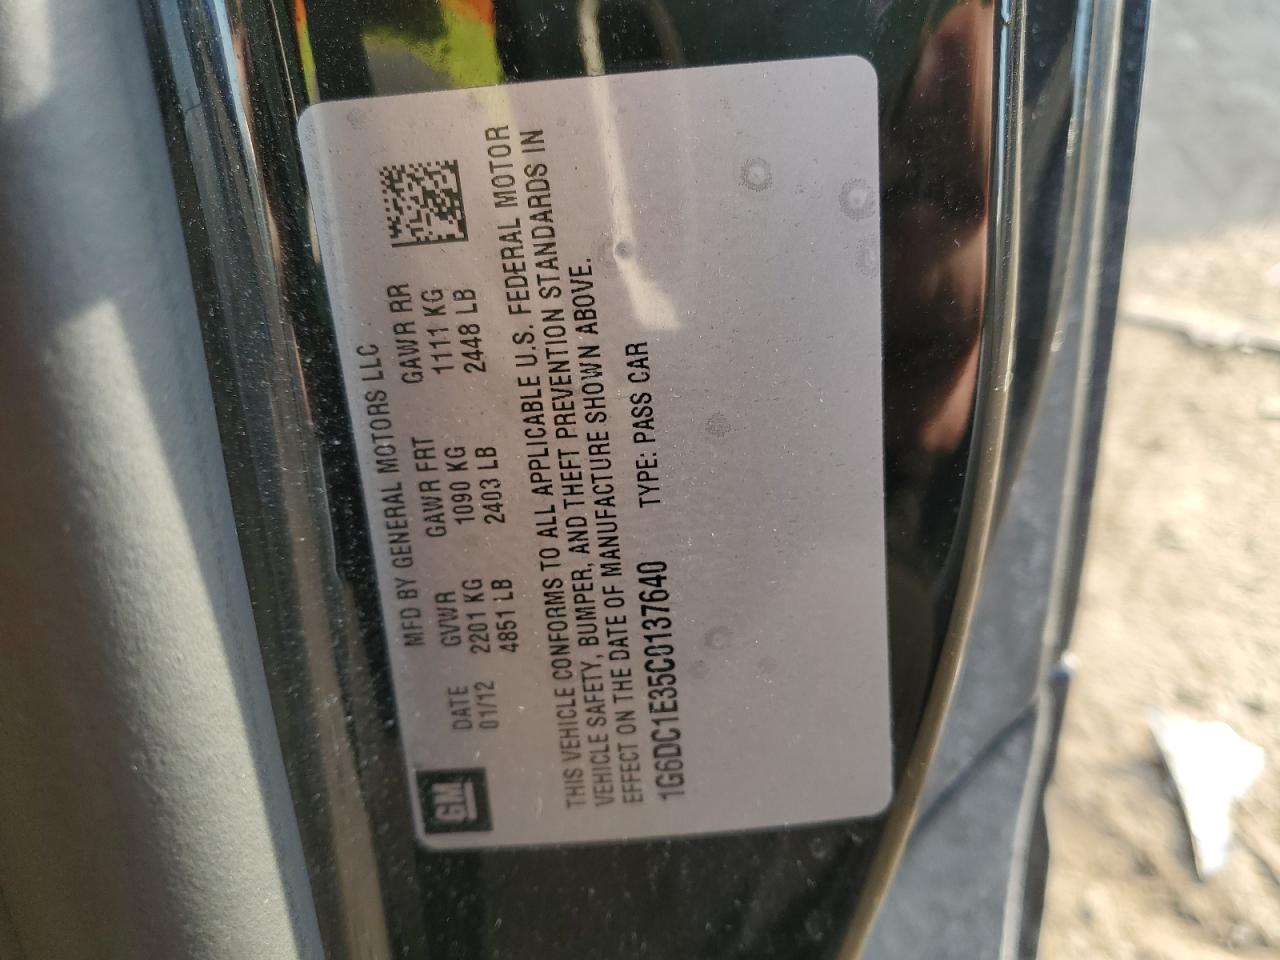 GM
MFD BY GENERAL MOTORS LLC
DATE GVWR GAWR FRT GAWR RR
01/12 2201 KG 1090 KG 1111 KG
4851 LB 2403 LB 2448 LB
THIS VEHICLE CONFORMS TO ALL APPLICABLE U.S. FEDERAL MOTOR
VEHICLE SAFETY, BUMPER, AND THEFT PREVENTION STANDARDS IN
EFFECT ON THE DATE OF MANUFACTURE SHOWN ABOVE.
1G6DC1E35C0137640 TYPE: PASS CAR